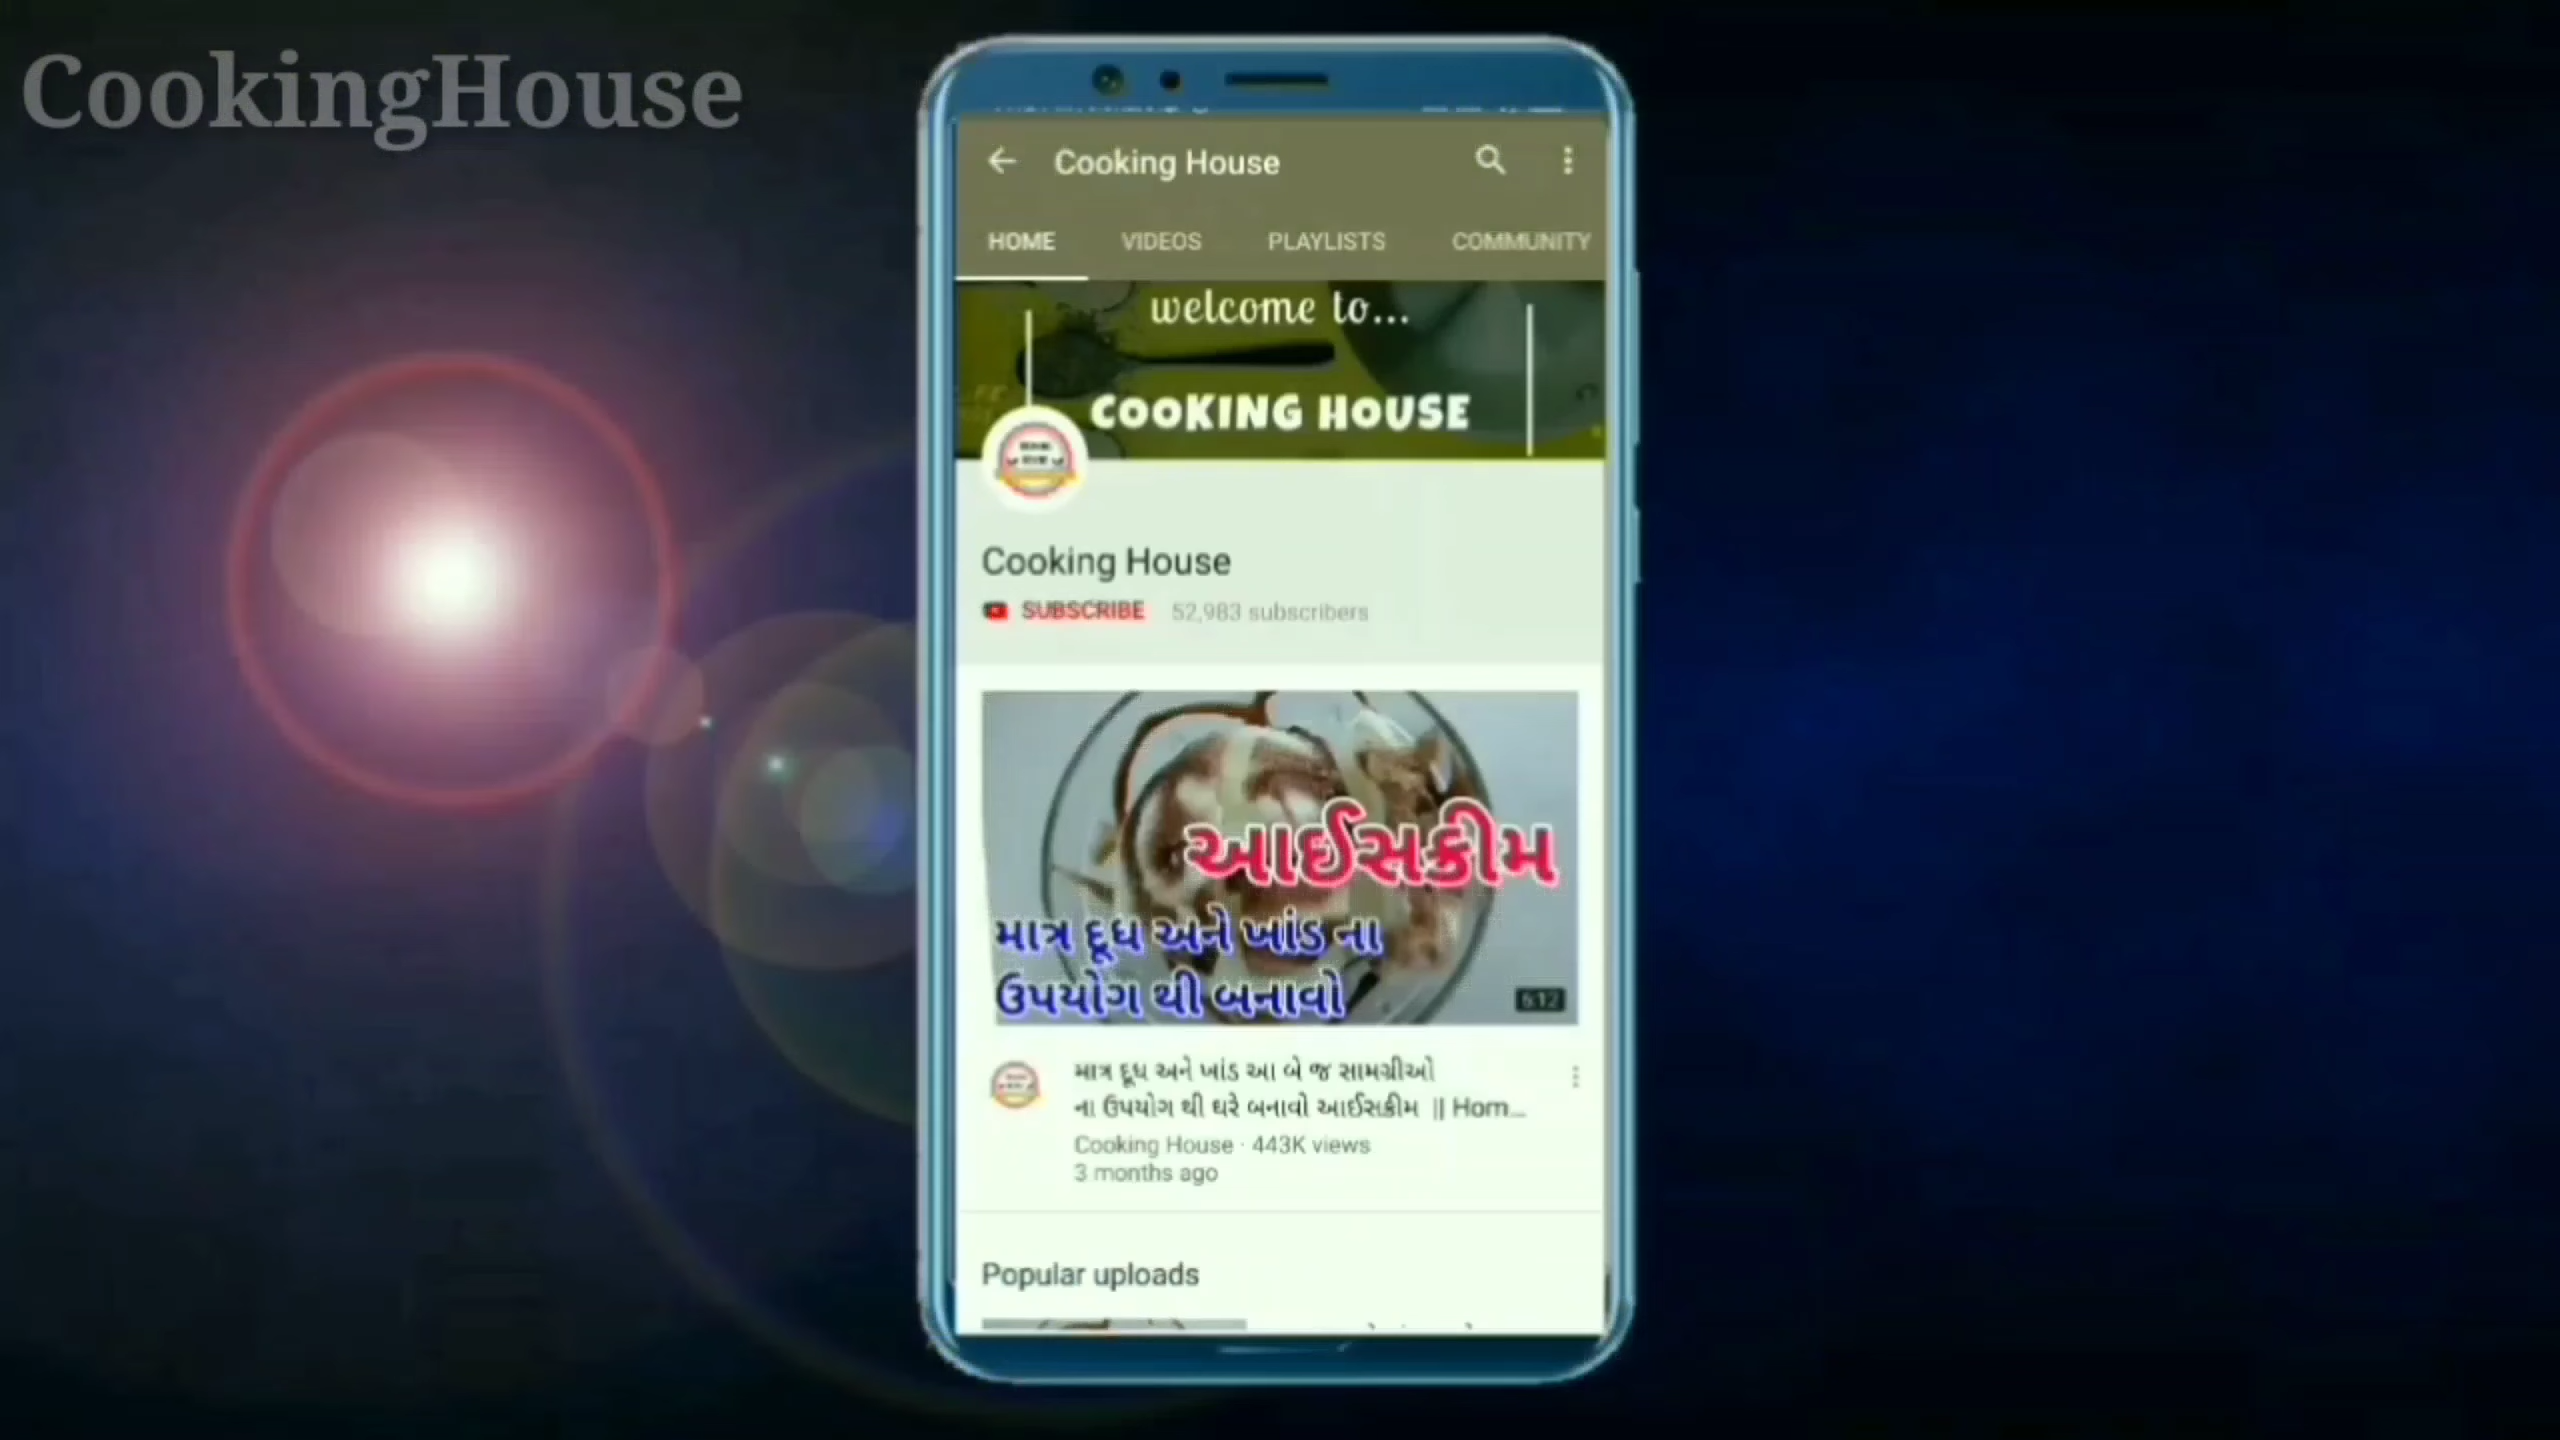 CookingHouse
Cooking House
HOME VIDEOS PLAYLISTS COMMUNITY
welcome to...
COOKING HOUSE
Cooking House
SUBSCRIBE 52,983 subscribers
આઈસક્રીમ
માત્ર દૂધ અને ખાંડ ના
ઉપયોગ થી બનાવો
6:12
માત્ર દૂધ અને ખાંડ આ બે જ સામગ્રીઓ
ના ઉપયોગ થી ઘરે બનાવો આઈસક્રીમ || Hom...
Cooking House · 443K views
3 months ago
Popular uploads